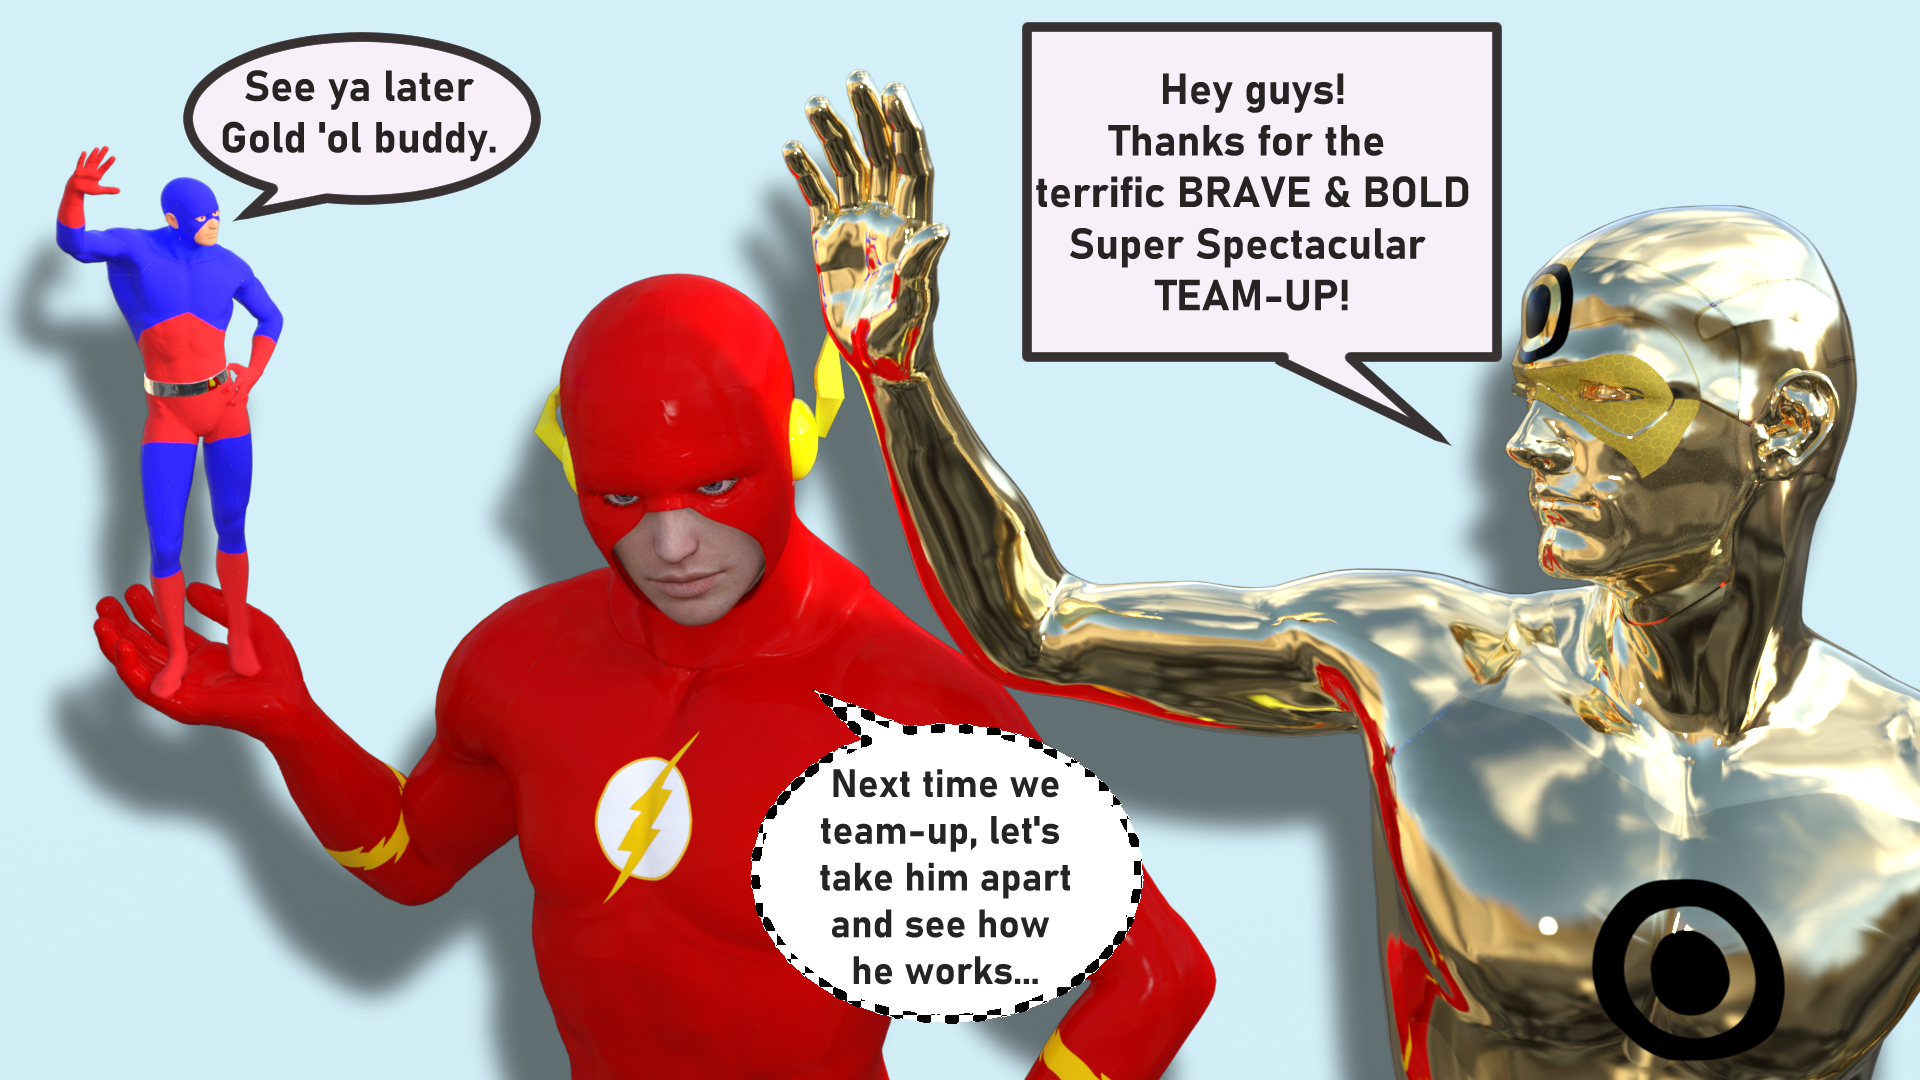 See ya later
Gold 'ol buddy.
Hey guys!
Thanks for the
terrific BRAVE & BOLD
Super Spectacular
TEAM-UP!
Next time we
team-up, let's
take him apart
and see how
he works...